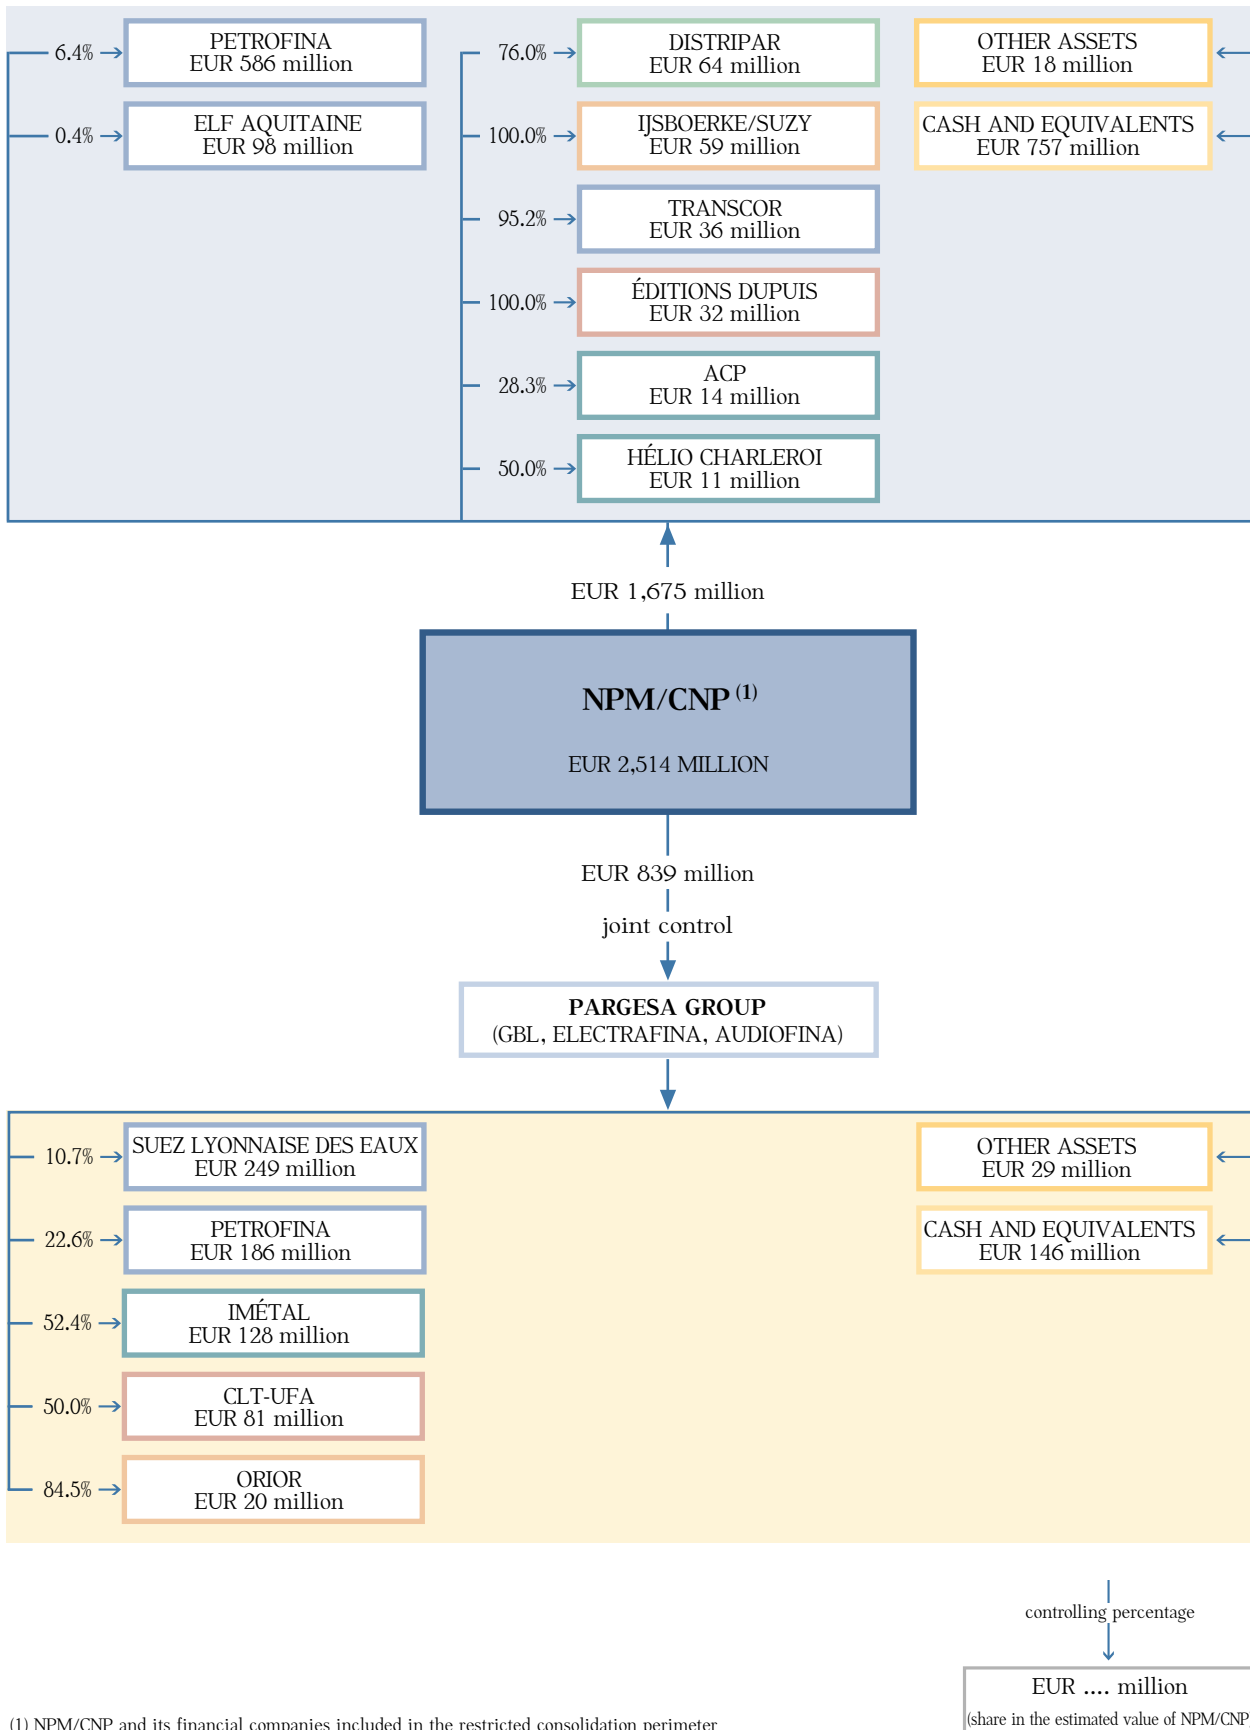 6.4%
PETROFINA
EUR 586 million
0.4%
ELF AQUITAINE
EUR 98 million
76.0%
DISTRIPAR
EUR 64 million
100.0%
IJSBOERKE/SUZY
EUR 59 million
95.2%
TRANSCOR
EUR 36 million
100.0%
ÉDITIONS DUPUIS
EUR 32 million
28.3%
ACP
EUR 14 million
50.0%
HÉLIO CHARLEROI
EUR 11 million
OTHER ASSETS
EUR 18 million
CASH AND EQUIVALENTS
EUR 757 million
EUR 1,675 million
NPM/CNP (1)
EUR 2,514 MILLION
EUR 839 million
joint control
PARGESA GROUP
(GBL, ELECTRAFINA, AUDIOFINA)
10.7%
SUEZ LYONNAISE DES EAUX
EUR 249 million
22.6%
PETROFINA
EUR 186 million
52.4%
IMÉTAL
EUR 128 million
50.0%
CLT-UFA
EUR 81 million
84.5%
ORIOR
EUR 20 million
OTHER ASSETS
EUR 29 million
CASH AND EQUIVALENTS
EUR 146 million
controlling percentage
EUR .... million
(share in the estimated value of NPM/CNP
(1) NPM/CNP and its financial companies included in the restricted consolidation perimeter